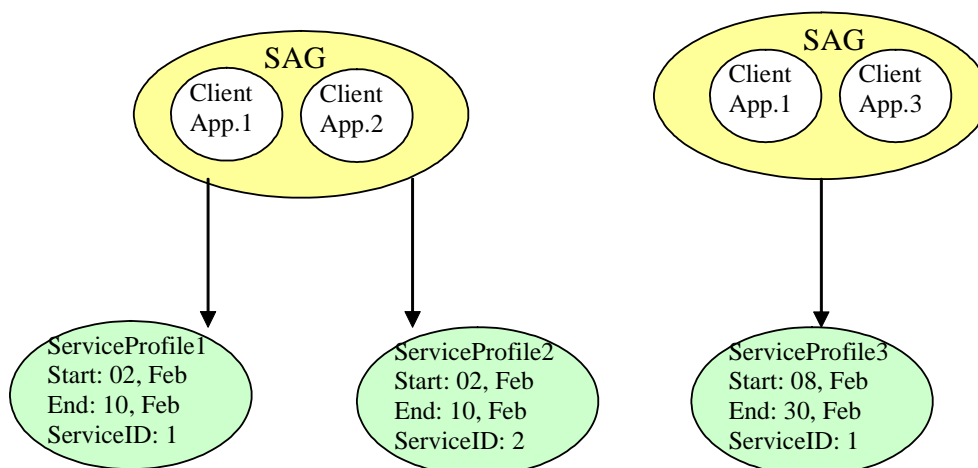 SAG
Client
App.1
Client
App.2
SAG
Client
App.1
Client
App.3
ServiceProfile1
Start: 02, Feb
End: 10, Feb
ServiceID: 1
ServiceProfile2
Start: 02, Feb
End: 10, Feb
ServiceID: 2
ServiceProfile3
Start: 08, Feb
End: 30, Feb
ServiceID: 1